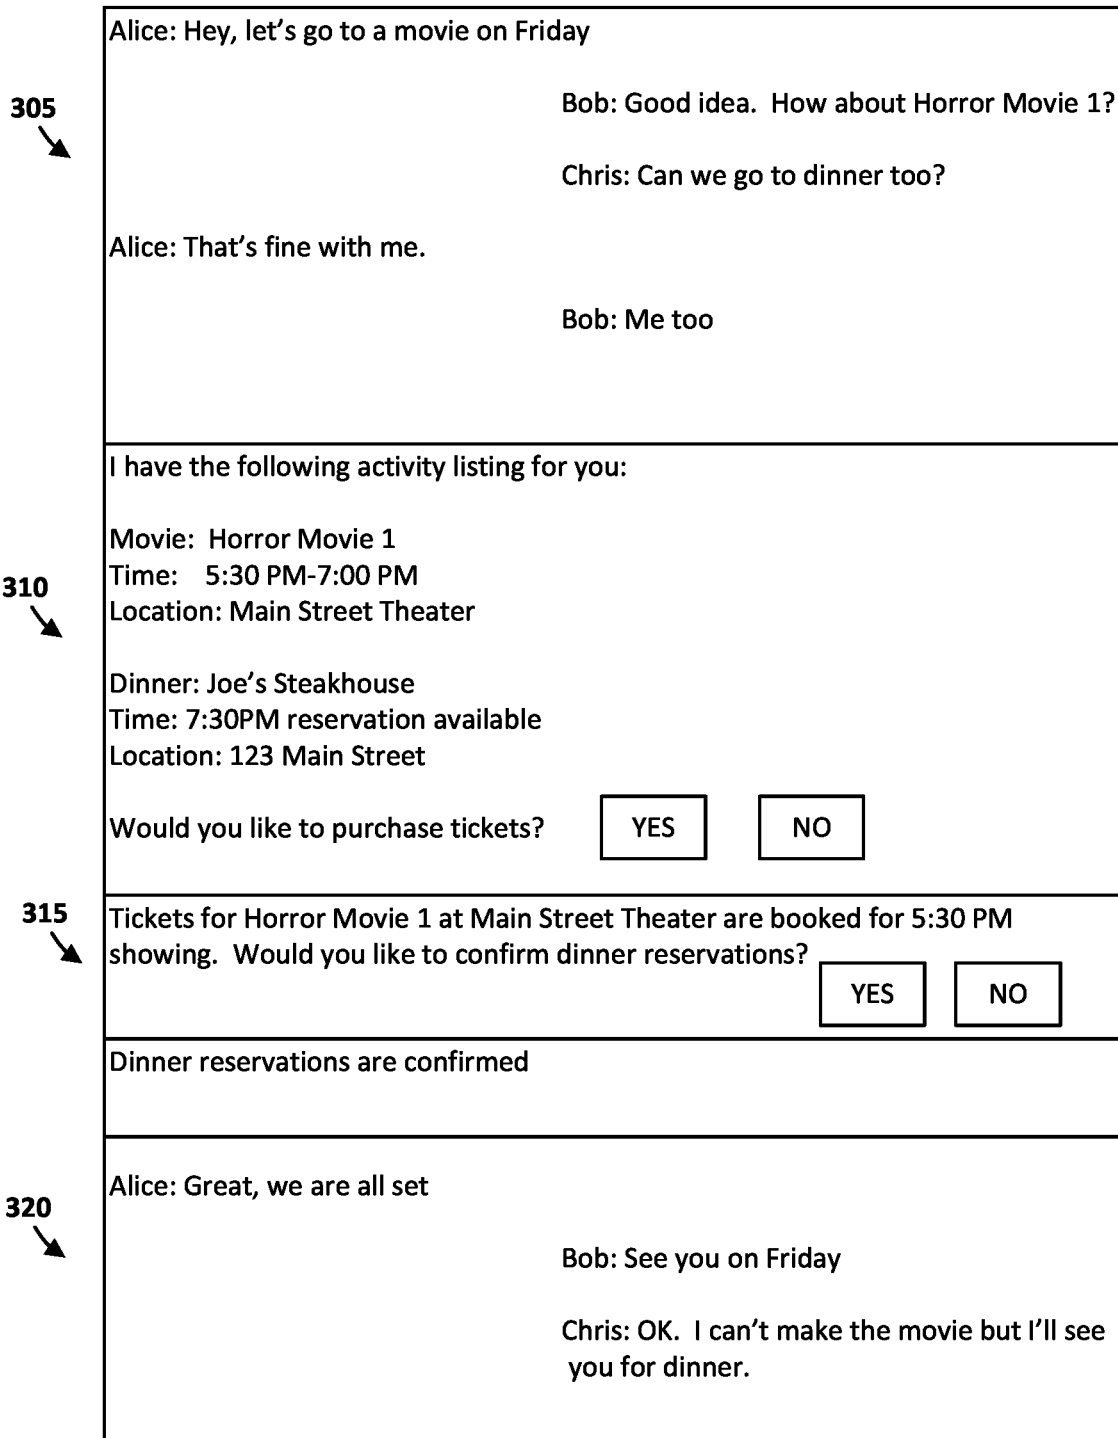 Alice: Hey, let's go to a movie on Friday
305
Bob: Good idea.  How about Horror Movie 1?
Chris: Can we go to dinner too?
Alice: That's fine with me.
Bob: Me too
I have the following activity listing for you:
Movie:  Horror Movie 1
310
Time:   5:30 PM-7:00 PM
Location: Main Street Theater
Dinner: Joe's Steakhouse
Time: 7:30PM reservation available
Location: 123 Main Street
Would you like to purchase tickets? YES NO
315
Tickets for Horror Movie 1 at Main Street Theater are booked for 5:30 PM
showing.  Would you like to confirm dinner reservations?
YES NO
Dinner reservations are confirmed
Alice: Great, we are all set
320
Bob: See you on Friday
Chris: OK.  I can't make the movie but I'll see
you for dinner.